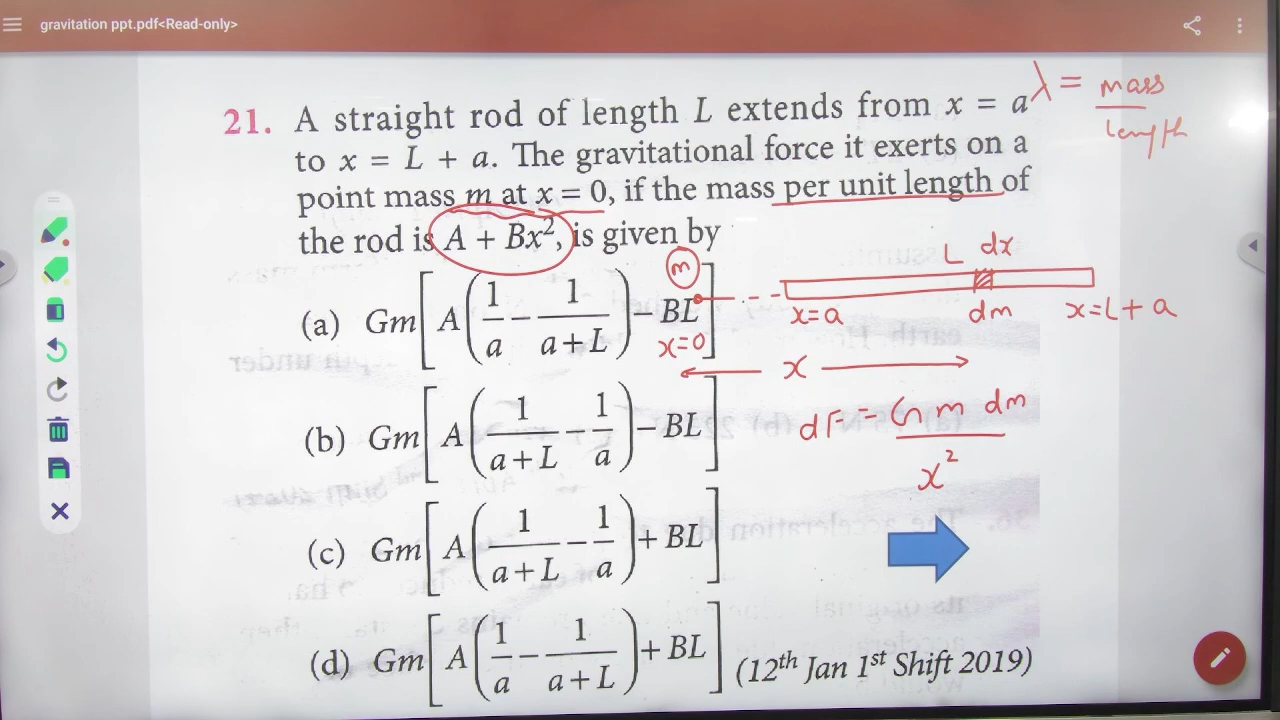 gravitation ppt.pdf<Read-only>
21. A straight rod of length L extends from x = a
to x = L + a. The gravitational force it exerts on a
point mass m at x = 0, if the mass per unit length of
the rod is A + Bx², is given by
λ = mass / length
(a) Gm[A(1/a − 1/(a+L)) − BL]
(b) Gm[A(1/(a+L) − 1/a) − BL]
(c) Gm[A(1/(a+L) − 1/a) + BL]
(d) Gm[A(1/a − 1/(a+L)) + BL]
(12th Jan 1st Shift 2019)
m
L dx
x=0 x=a dm x=L+a
x
dF = G m dm / x²